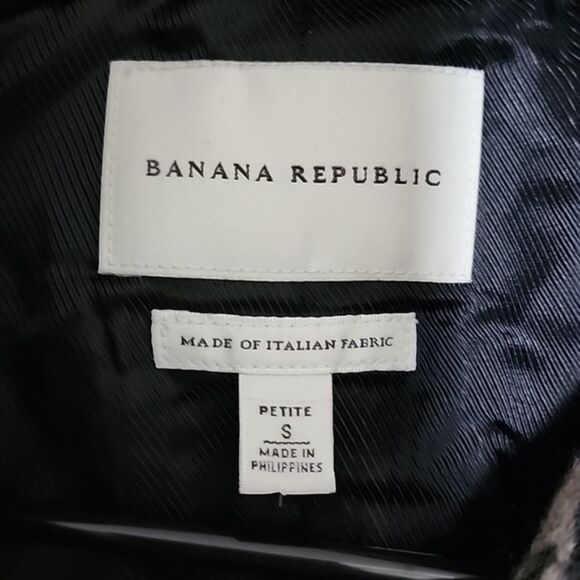 BANANA REPUBLIC
MADE OF ITALIAN FABRIC
PETITE
S
MADE IN
PHILIPPINES